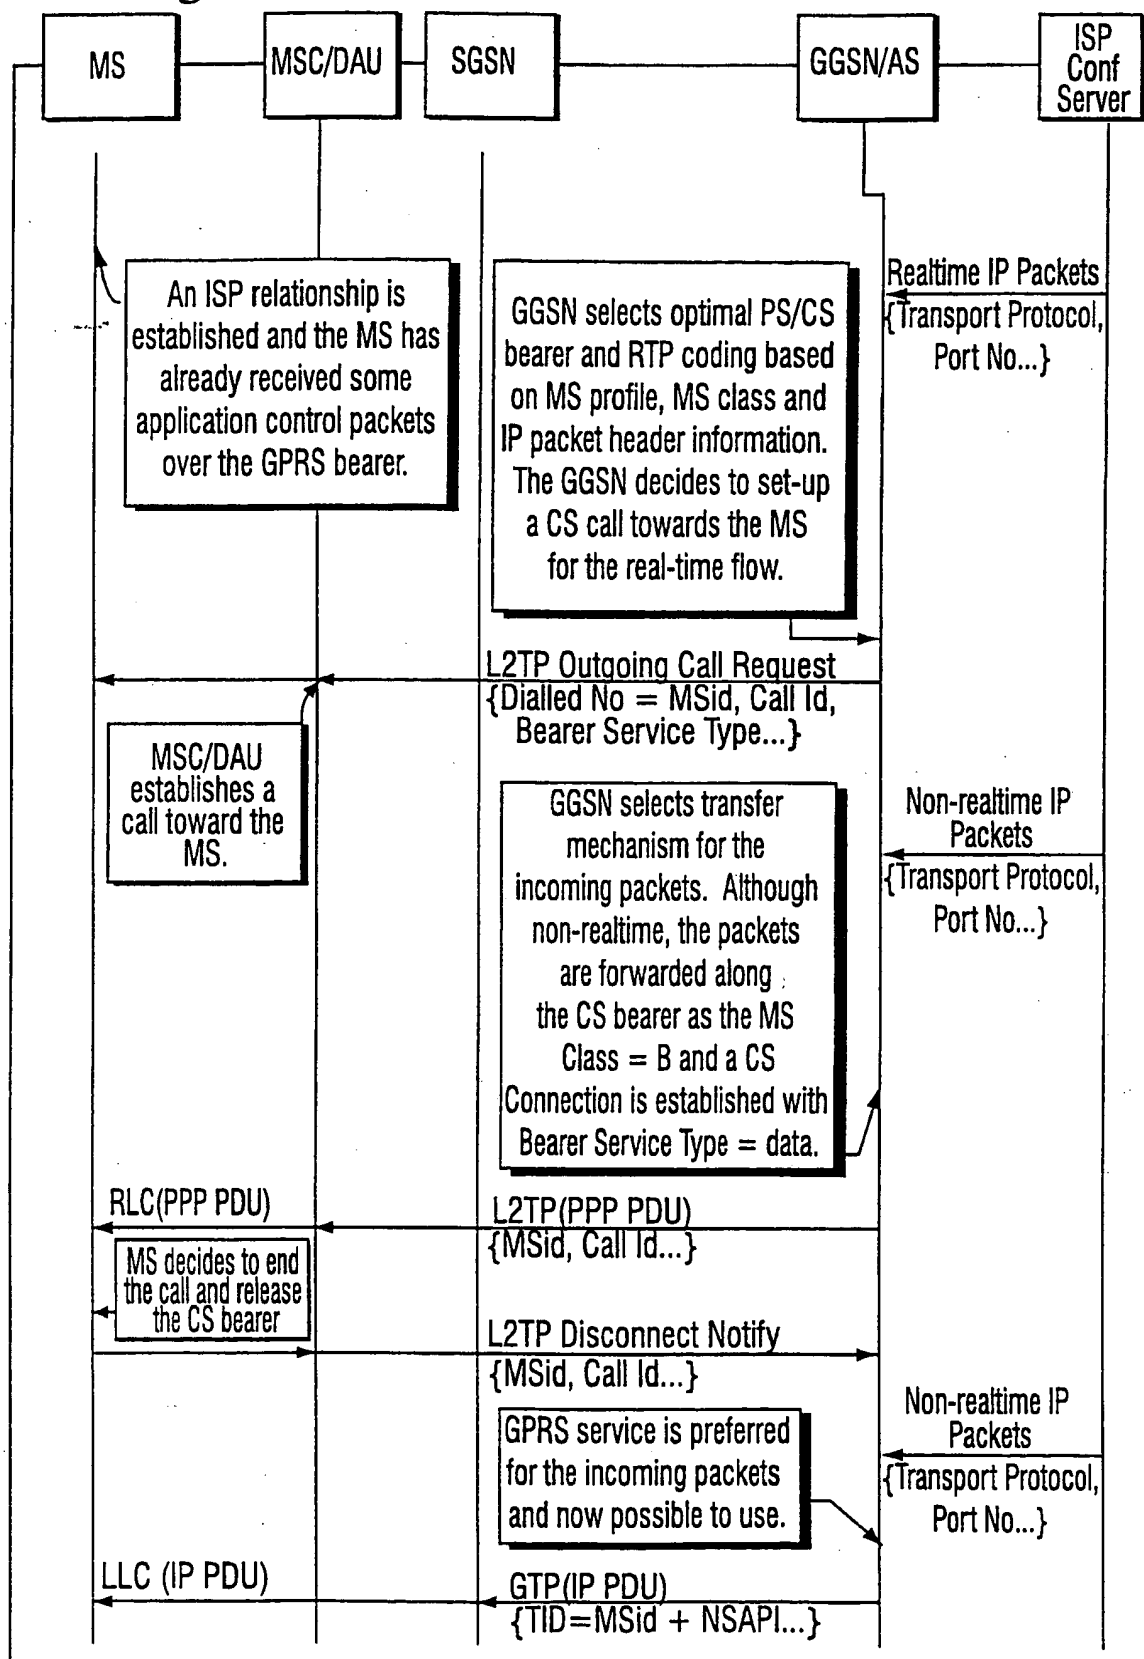 MS
MSC/DAU
SGSN
GGSN/AS
ISP
Conf
Server
An ISP relationship is
established and the MS has
already received some
application control packets
over the GPRS bearer.
GGSN selects optimal PS/CS
bearer and RTP coding based
on MS profile, MS class and
IP packet header information.
The GGSN decides to set-up
a CS call towards the MS
for the real-time flow.
Realtime IP Packets
{Transport Protocol,
Port No...}
L2TP Outgoing Call Request
{Dialled No = MSid, Call Id,
Bearer Service Type...}
MSC/DAU
establishes a
call toward the
MS.
GGSN selects transfer
mechanism for the
incoming packets. Although
non-realtime, the packets
are forwarded along
the CS bearer as the MS
Class = B and a CS
Connection is established with
Bearer Service Type = data.
Non-realtime IP
Packets
{Transport Protocol,
Port No...}
RLC(PPP PDU)
L2TP(PPP PDU)
{MSid, Call Id...}
MS decides to end
the call and release
the CS bearer
L2TP Disconnect Notify
{MSid, Call Id...}
GPRS service is preferred
for the incoming packets
and now possible to use.
Non-realtime IP
Packets
{Transport Protocol,
Port No...}
LLC (IP PDU)
GTP(IP PDU)
{TID=MSid + NSAPI...}